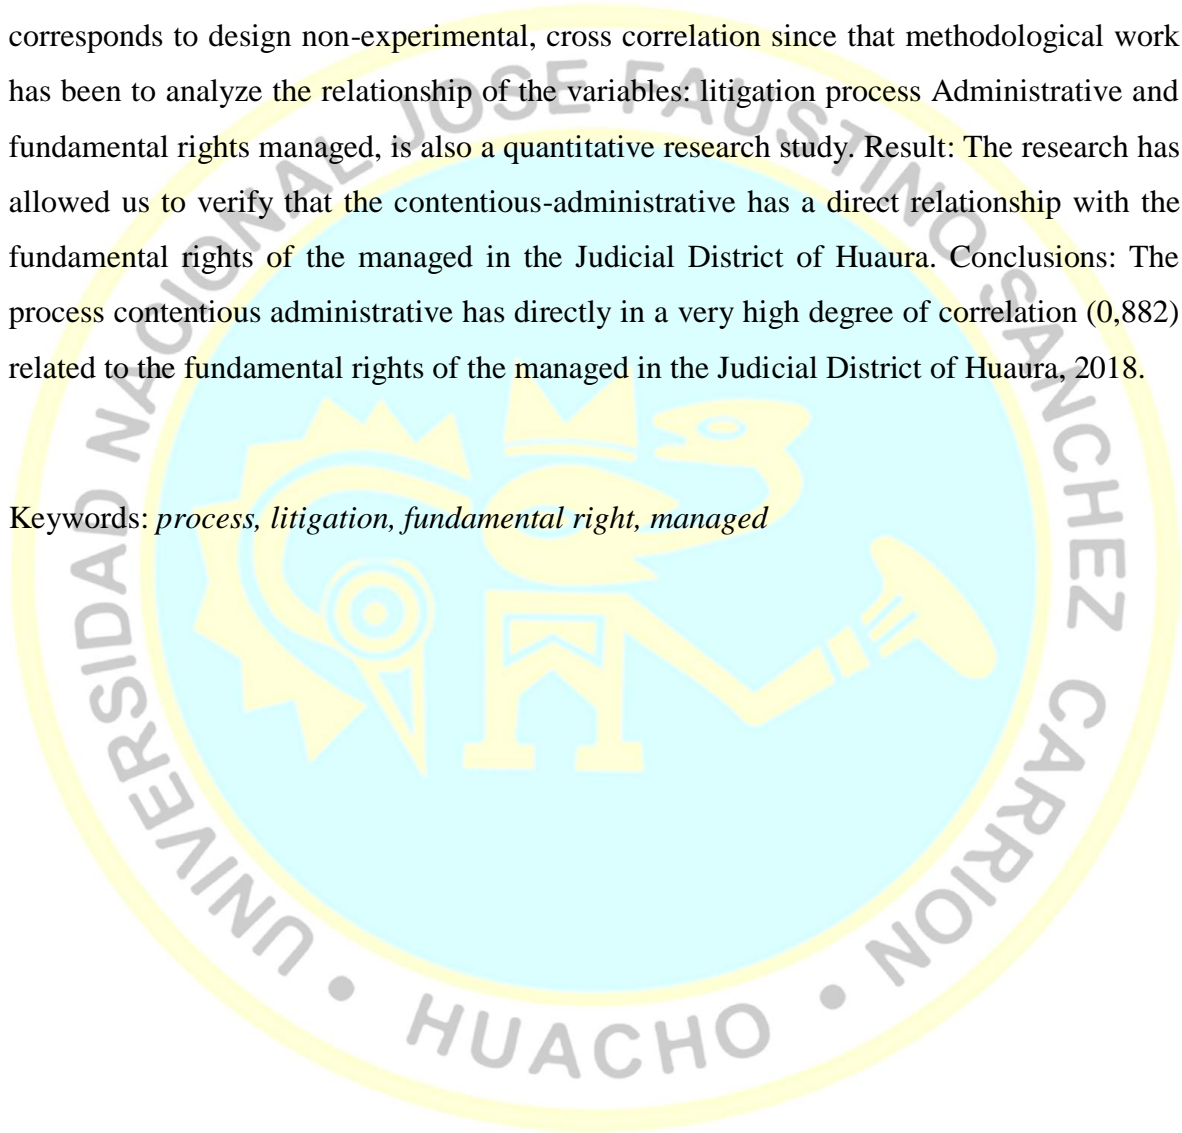 corresponds to design non-experimental, cross correlation since that methodological work
has been to analyze the relationship of the variables: litigation process Administrative and
fundamental rights managed, is also a quantitative research study. Result: The research has
allowed us to verify that the contentious-administrative has a direct relationship with the
fundamental rights of the managed in the Judicial District of Huaura. Conclusions: The
process contentious administrative has directly in a very high degree of correlation (0,882)
related to the fundamental rights of the managed in the Judicial District of Huaura, 2018.
Keywords: process, litigation, fundamental right, managed
UNIVERSIDAD NACIONAL JOSE FAUSTINO SANCHEZ CARRION • HUACHO •